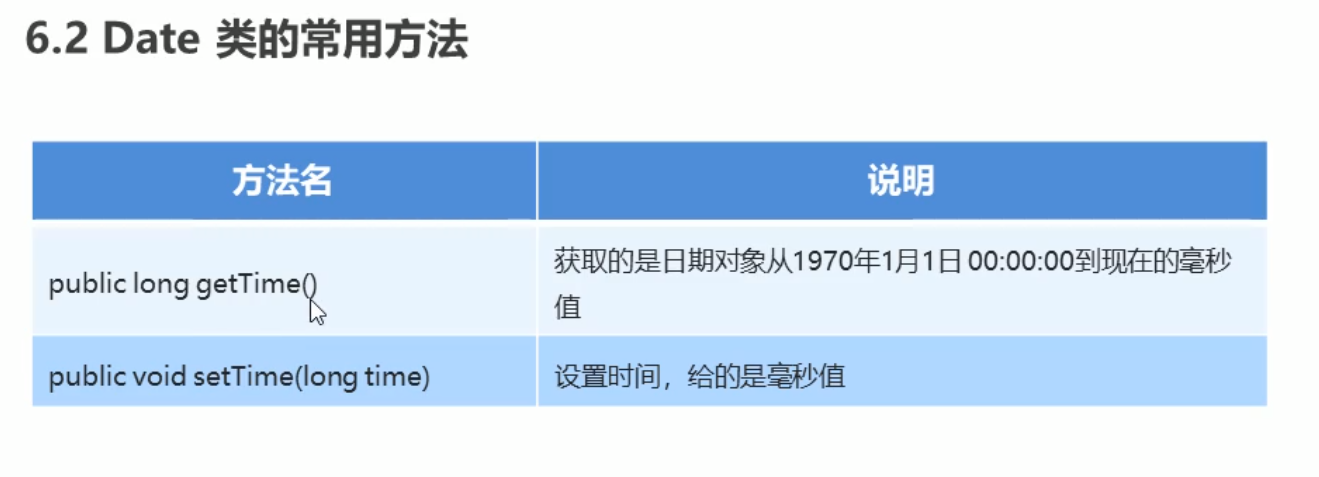 6.2 Date 类的常用方法
方法名
说明
public long getTime()
获取的是日期对象从1970年1月1日 00:00:00到现在的毫秒
值
public void setTime(long time)
设置时间，给的是毫秒值